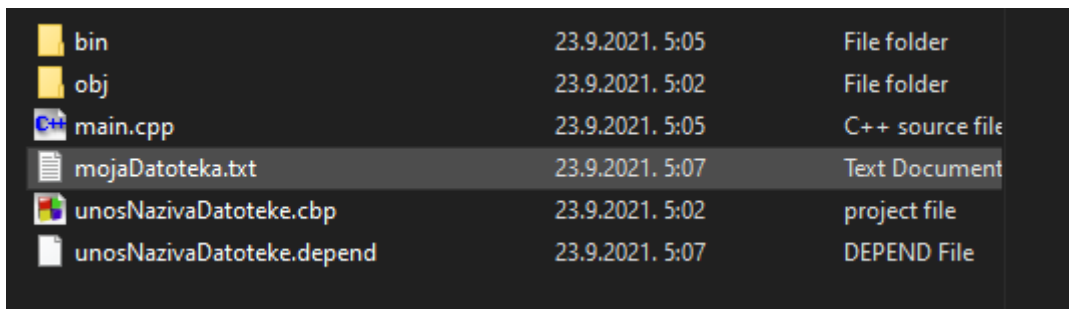 bin 23.9.2021. 5:05 File folder
obj 23.9.2021. 5:02 File folder
C++ main.cpp 23.9.2021. 5:05 C++ source file
mojaDatoteka.txt 23.9.2021. 5:07 Text Document
unosNazivaDatoteke.cbp 23.9.2021. 5:02 project file
unosNazivaDatoteke.depend 23.9.2021. 5:07 DEPEND File